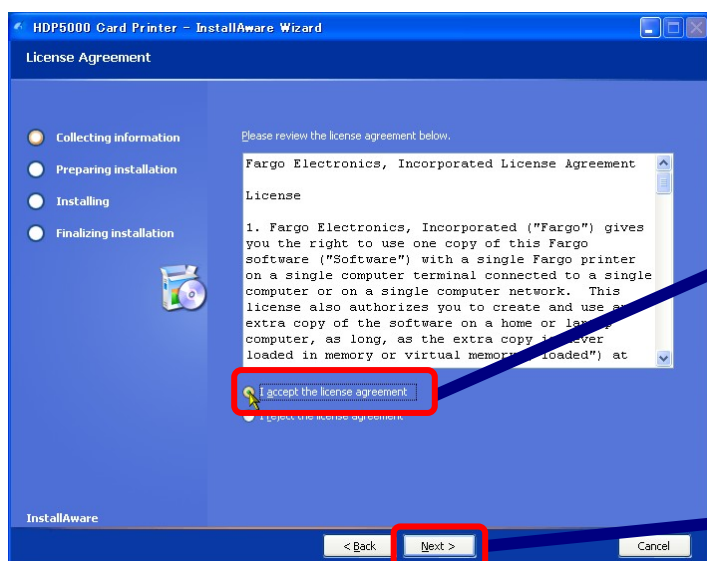 HDP5000 Card Printer - InstallAware Wizard
License Agreement
Collecting information
Preparing installation
Installing
Finalizing installation
Please review the license agreement below.
Fargo Electronics, Incorporated License Agreement
License
1. Fargo Electronics, Incorporated ("Fargo") gives
you the right to use one copy of this Fargo
software ("Software") with a single Fargo printer
on a single computer terminal connected to a single
computer or on a single computer network. This
license also authorizes you to create and use an
extra copy of the software on a home or laptop
computer, as long, as the extra copy is never
loaded in memory or virtual memory loaded") at
I accept the license agreement
I reject the license agreement
InstallAware
< Back
Next >
Cancel